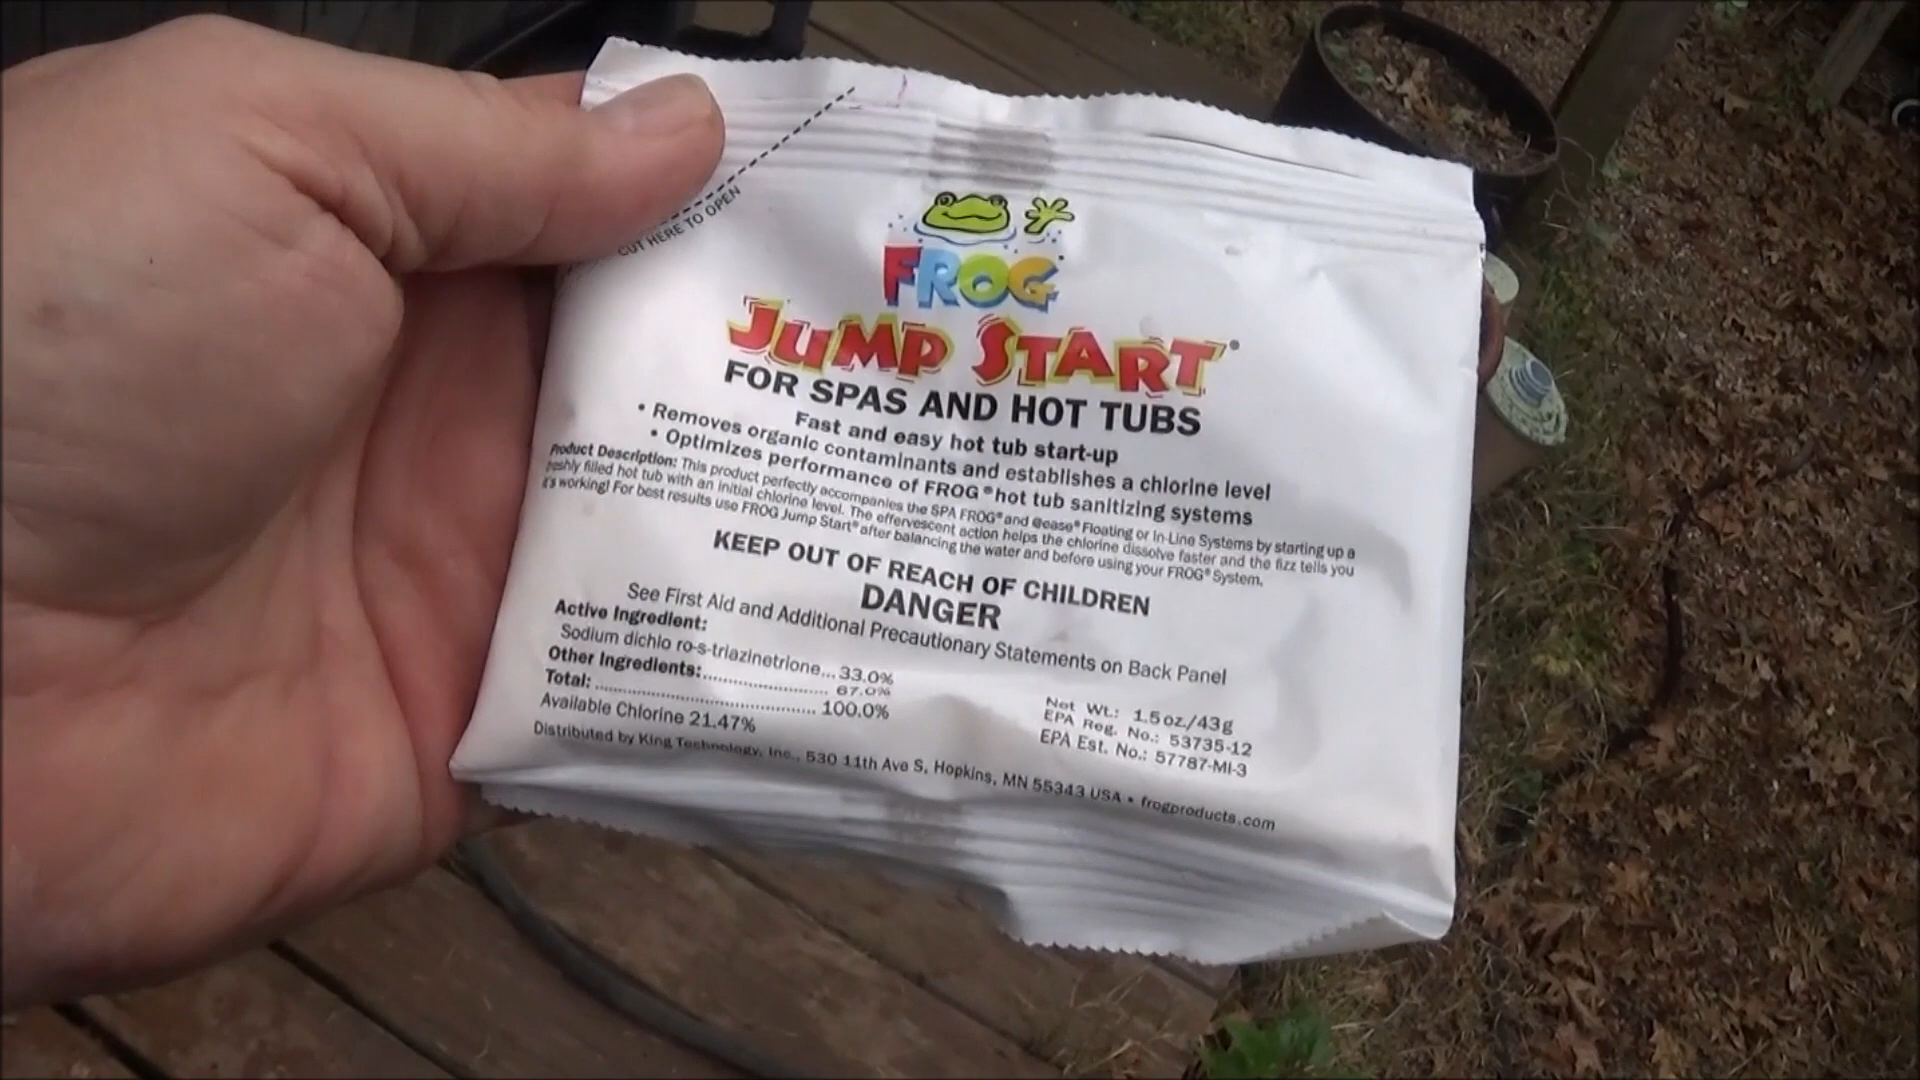 CUT HERE TO OPEN
FROG
JUMP START®
FOR SPAS AND HOT TUBS
Fast and easy hot tub start-up
• Removes organic contaminants and establishes a chlorine level
• Optimizes performance of FROG® hot tub sanitizing systems
Product Description: This product perfectly accompanies the SPA FROG® and @ease® Floating or In-Line Systems by starting up a
freshly filled hot tub with an initial chlorine level. The effervescent action helps the chlorine dissolve faster and the fizz tells you
it's working! For best results use FROG Jump Start® after balancing the water and before using your FROG® System.
KEEP OUT OF REACH OF CHILDREN
DANGER
See First Aid and Additional Precautionary Statements on Back Panel
Active Ingredient:
Sodium dichlo ro-s-triazinetrione... 33.0%
Other Ingredients:........................ 67.0%
Total: .......................................... 100.0%
Available Chlorine 21.47%
Net Wt.: 1.5 oz./43g
EPA Reg. No.: 53735-12
EPA Est. No.: 57787-MI-3
Distributed by King Technology, Inc., 530 11th Ave S, Hopkins, MN 55343 USA • frogproducts.com